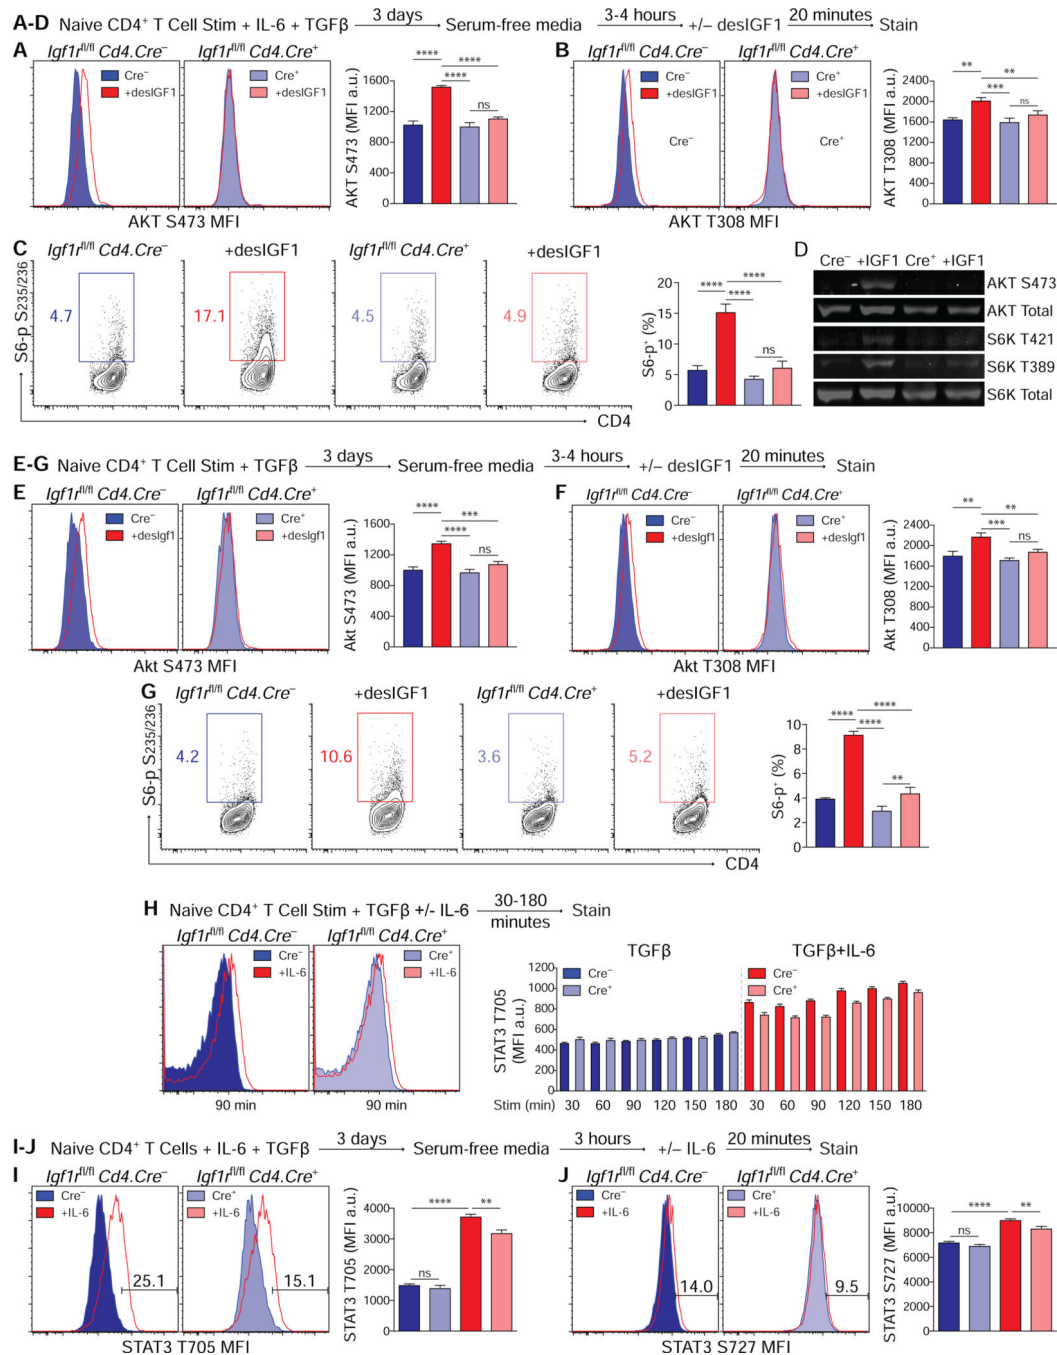 A-D Naive CD4⁺ T Cell Stim + IL-6 + TGFβ 3 days Serum-free media 3-4 hours +/– desIGF1 20 minutes Stain
A Igf1rfl/fl Cd4.Cre⁻ Igf1rfl/fl Cd4.Cre⁺
Cre⁻ +desIGF1 Cre⁺ +desIGF1
AKT S473 MFI
AKT S473 (MFI a.u.)
1600 1200 800 400 0
**** **** **** ns
B Igf1rfl/fl Cd4.Cre⁻ Igf1rfl/fl Cd4.Cre⁺
Cre⁻ +desIGF1 Cre⁺ +desIGF1
Cre⁻ Cre⁺
AKT T308 MFI
AKT T308 (MFI a.u.)
2400 2000 1600 1200 800 400 0
** ** *** ns
C Igf1rfl/fl Cd4.Cre⁻ +desIGF1 Igf1rfl/fl Cd4.Cre⁺ +desIGF1
S6-p S235/236
4.7 17.1 4.5 4.9
CD4
S6-p⁺ (%)
20 15 10 5 0
**** **** **** ns
D Cre⁻ +IGF1 Cre⁺ +IGF1
AKT S473
AKT Total
S6K T421
S6K T389
S6K Total
E-G Naive CD4⁺ T Cell Stim + TGFβ 3 days Serum-free media 3-4 hours +/– desIGF1 20 minutes Stain
E Igf1rfl/fl Cd4.Cre⁻ Igf1rfl/fl Cd4.Cre⁺
Cre⁻ +desIgf1 Cre⁺ +desIgf1
Akt S473 MFI
Akt S473 (MFI a.u.)
1600 1200 800 400 0
**** *** **** ns
F Igf1rfl/fl Cd4.Cre⁻ Igf1rfl/fl Cd4.Cre⁺
Cre⁻ +desIgf1 Cre⁺ +desIgf1
Akt T308 MFI
Akt T308 (MFI a.u.)
2400 2000 1600 1200 800 400 0
** ** *** ns
G Igf1rfl/fl Cd4.Cre⁻ +desIGF1 Igf1rfl/fl Cd4.Cre⁺ +desIGF1
S6-p S235/236
4.2 10.6 3.6 5.2
CD4
S6-p⁺ (%)
10 8 6 4 2 0
**** **** **** **
H Naive CD4⁺ T Cell Stim + TGFβ +/- IL-6 30-180 minutes Stain
Igf1rfl/fl Cd4.Cre⁻ Igf1rfl/fl Cd4.Cre⁺
Cre⁻ +IL-6 Cre⁺ +IL-6
90 min 90 min
TGFβ TGFβ+IL-6
Cre⁻ Cre⁺ Cre⁻ Cre⁺
STAT3 T705 (MFI a.u.)
1200 1000 800 600 400 200 0
Stim (min) 30 60 90 120 150 180 30 60 90 120 150 180
I-J Naive CD4⁺ T Cells + IL-6 + TGFβ 3 days Serum-free media 3 hours +/– IL-6 20 minutes Stain
I Igf1rfl/fl Cd4.Cre⁻ Igf1rfl/fl Cd4.Cre⁺
Cre⁻ +IL-6 Cre⁺ +IL-6
25.1 15.1
STAT3 T705 MFI
STAT3 T705 (MFI a.u.)
4000 3000 2000 1000 0
**** ** ns
J Igf1rfl/fl Cd4.Cre⁻ Igf1rfl/fl Cd4.Cre⁺
Cre⁻ +IL-6 Cre⁺ +IL-6
14.0 9.5
STAT3 S727 MFI
STAT3 S727 (MFI a.u.)
10000 8000 6000 4000 2000 0
**** ** ns